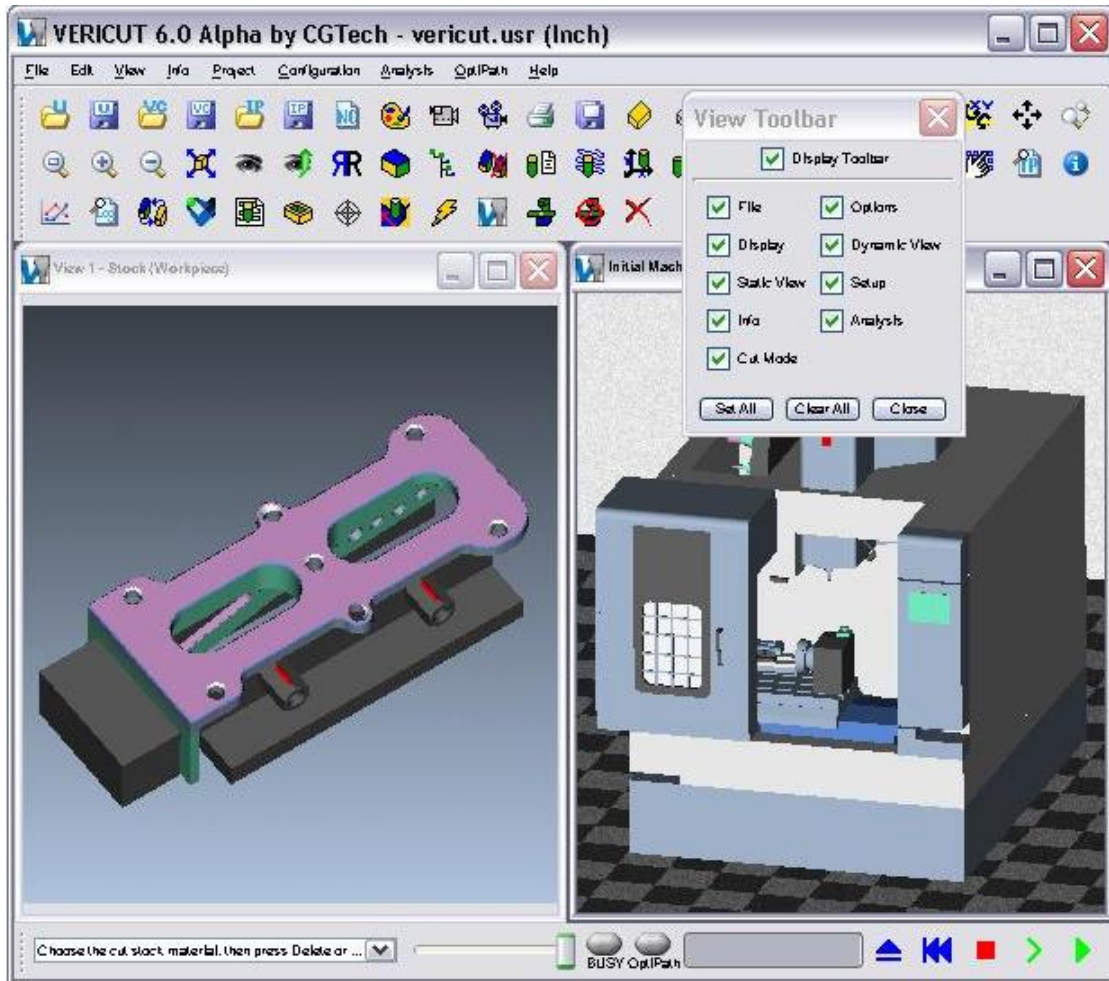 VERICUT 6.0 Alpha by CGTech - vericut.usr (Inch)
File Edit View Info Project Configuration Analysis OptiPath Help
View Toolbar
Display Toolbar
File Options
Display Dynamic View
Static View Setup
Info Analysis
Cut Mode
Set All Clear All Close
View 1 - Stock (Workpiece)
Initial Mach
Choose the cut stock material, then press Delete or ...
BUSY OptiPath